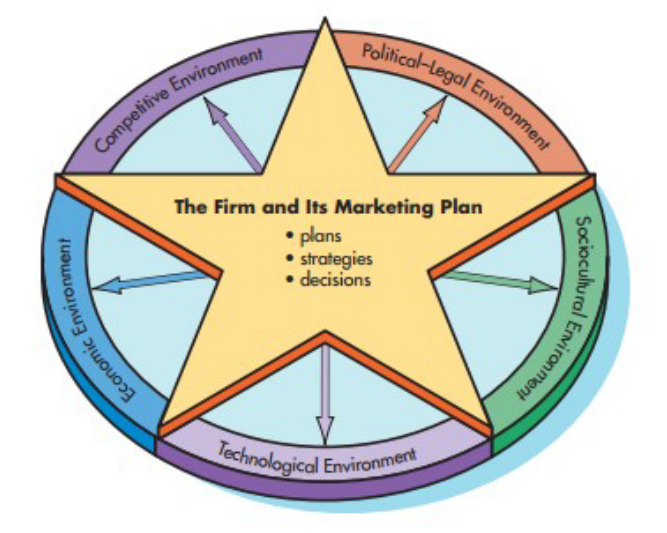 Competitive Environment
Political–Legal Environment
The Firm and Its Marketing Plan
• plans
• strategies
• decisions
Economic Environment
Sociocultural Environment
Technological Environment